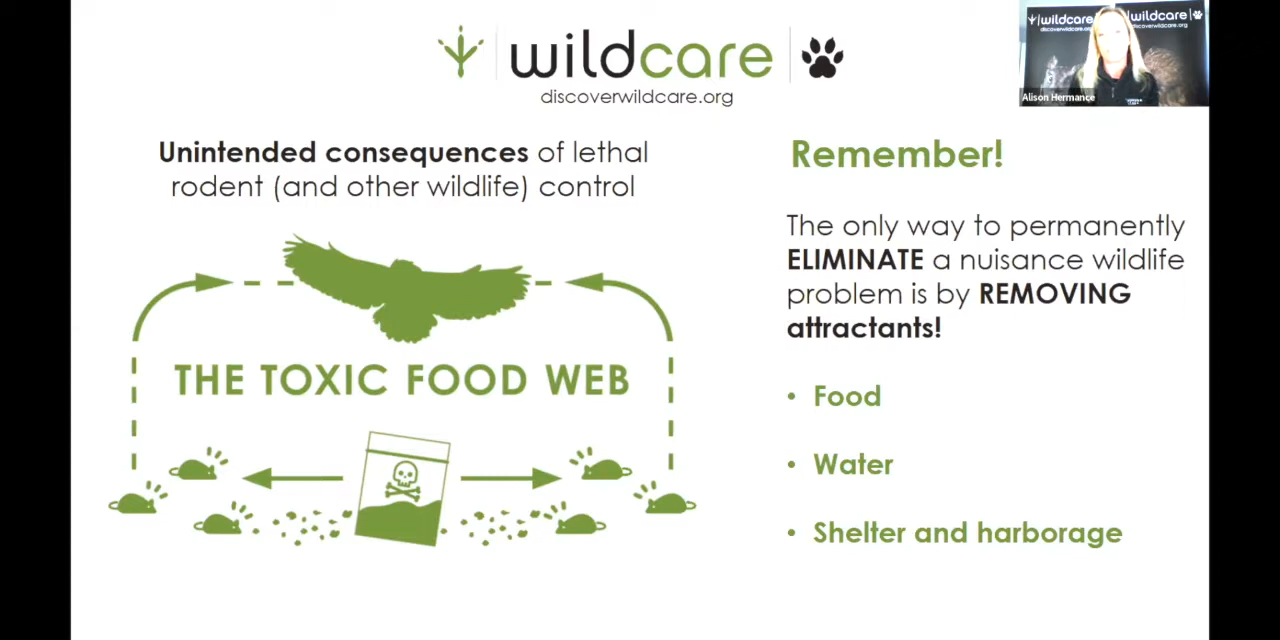 wildcare
discoverwildcare.org
wildcare
wildcare
discoverwildcare.org
discoverwildcare.org
Alison Hermance
Unintended consequences of lethal
rodent (and other wildlife) control
THE TOXIC FOOD WEB
Remember!
The only way to permanently
ELIMINATE a nuisance wildlife
problem is by REMOVING
attractants!
• Food
• Water
• Shelter and harborage